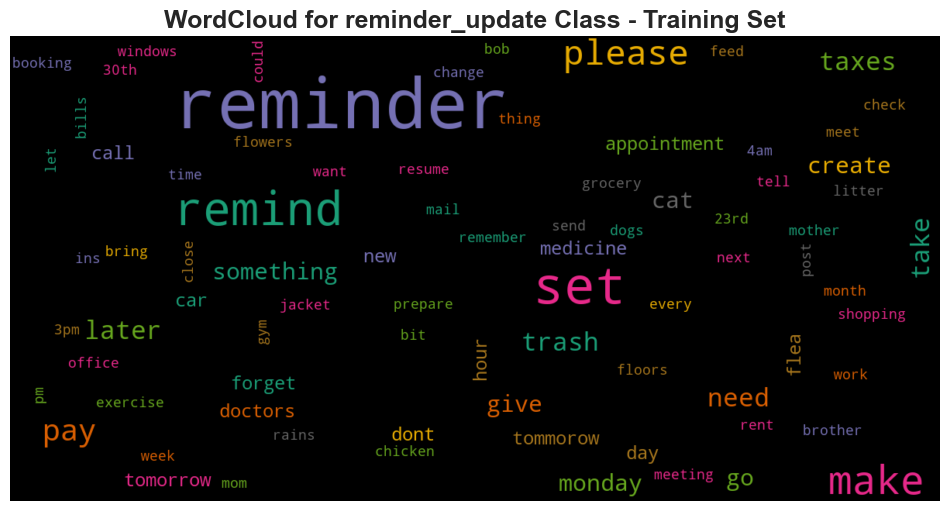 WordCloud for reminder_update Class - Training Set
booking
windows
30th
could
bob
change
please
feed
taxes
reminder
thing
check
bills
flowers
appointment
meet
let
call
4am
create
time
want
resume
grocery
tell
litter
remind
cat
mail
send
dogs
23rd
mother
take
remember
ins
bring
close
new
medicine
next
post
something
set
car
jacket
prepare
every
month
shopping
3pm
later
gym
bit
trash
hour
flea
office
floors
work
forget
pm
exercise
doctors
give
need
pay
rains
dont
tommorow
rent
brother
chicken
week
day
tomorrow
mom
monday
meeting
go
make